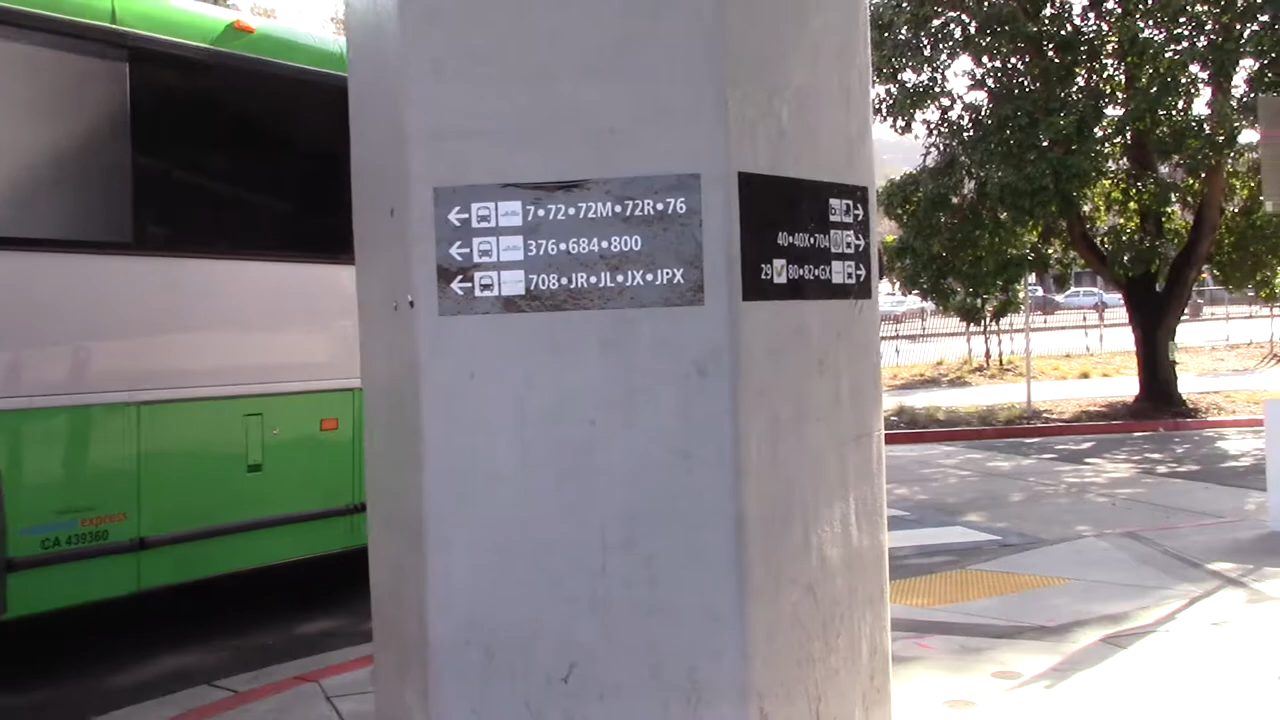 7•72•72M•72R•76
376•684•800
708•JR•JL•JX•JPX
40•40X•704
29 80•82•GX
express
CA 439360